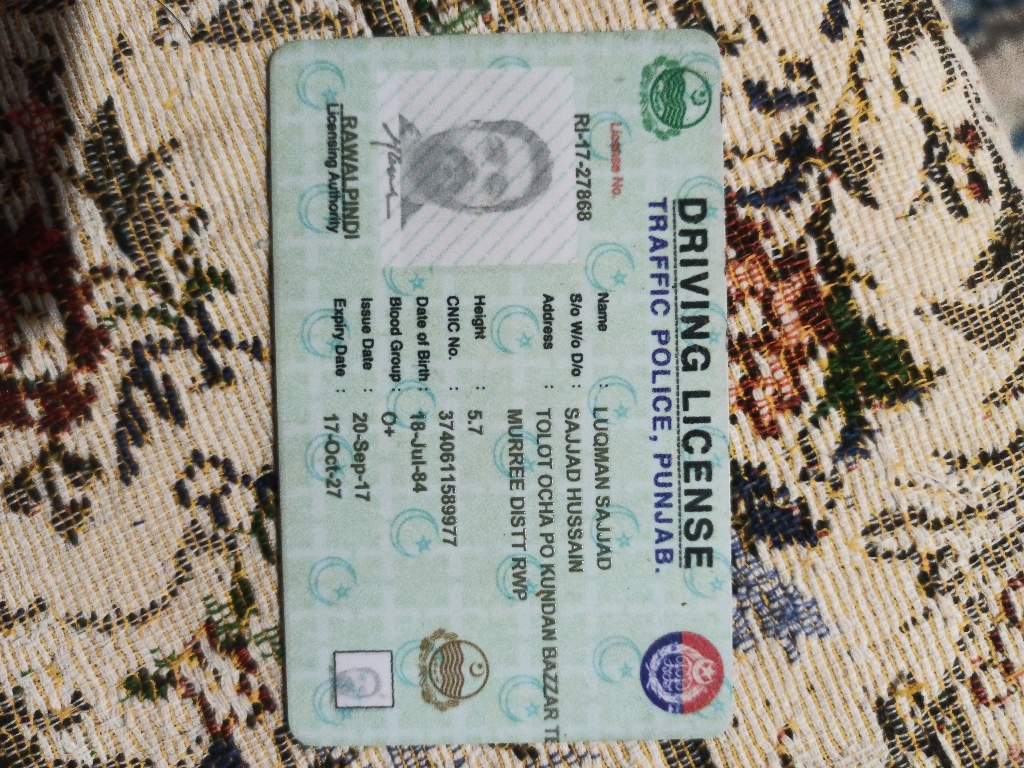 DRIVING LICENSE
TRAFFIC POLICE, PUNJAB.
License No.
RI-17-27868
Name : LUQMAN SAJJAD
S/o W/o D/o : SAJJAD HUSSAIN
Address : TOLOT OCHA PO KUNDAN BAZZAR TE
MURREE DISTT RWP
Height : 5.7
CNIC No. : 3740611589977
Date of Birth : 18-Jul-84
Blood Group : O+
Issue Date : 20-Sep-17
Expiry Date : 17-Oct-27
RAWALPINDI
Licensing Authority